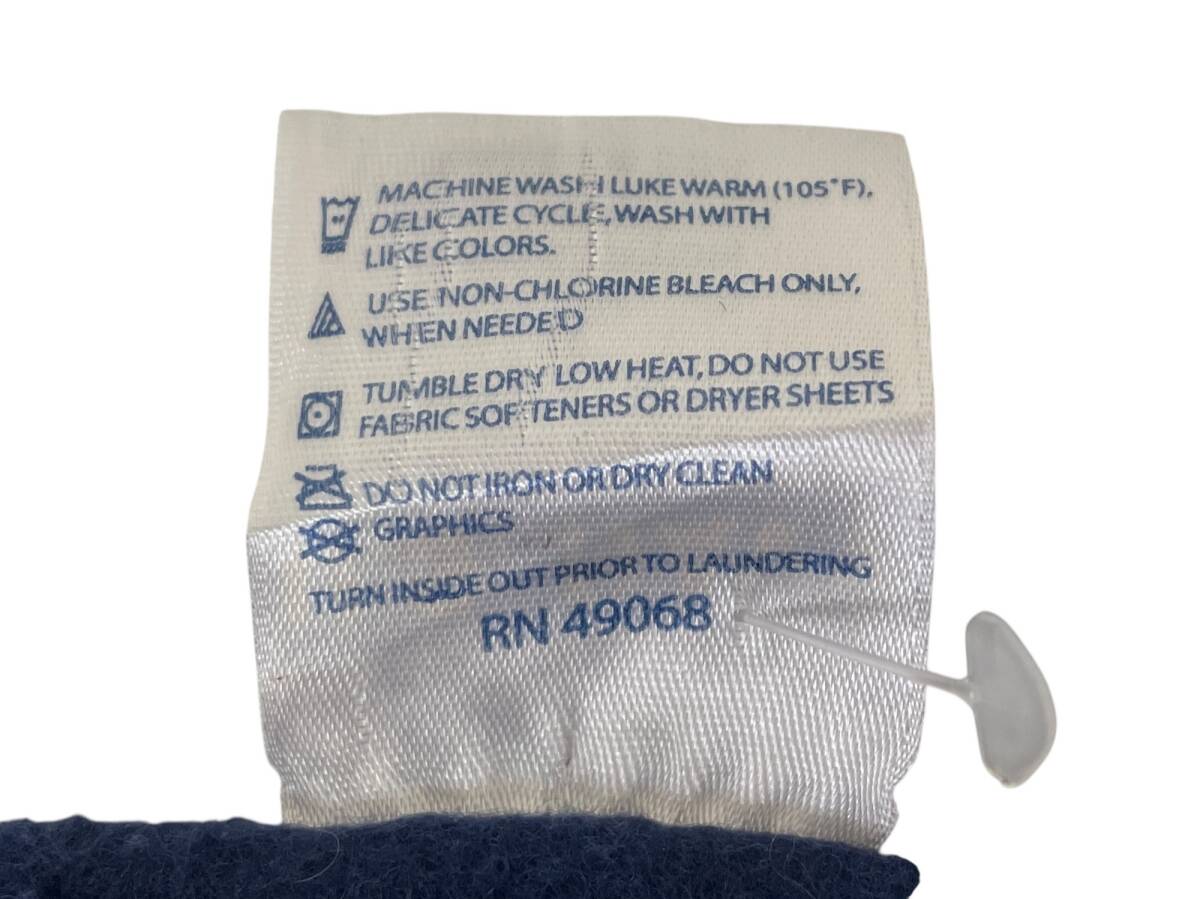 MACHINE WASH LUKE WARM (105°F),
DELICATE CYCLE, WASH WITH
LIKE COLORS.
USE NON-CHLORINE BLEACH ONLY,
WHEN NEEDED
TUMBLE DRY LOW HEAT, DO NOT USE
FABRIC SOFTENERS OR DRYER SHEETS
DO NOT IRON OR DRY CLEAN
GRAPHICS
TURN INSIDE OUT PRIOR TO LAUNDERING
RN 49068